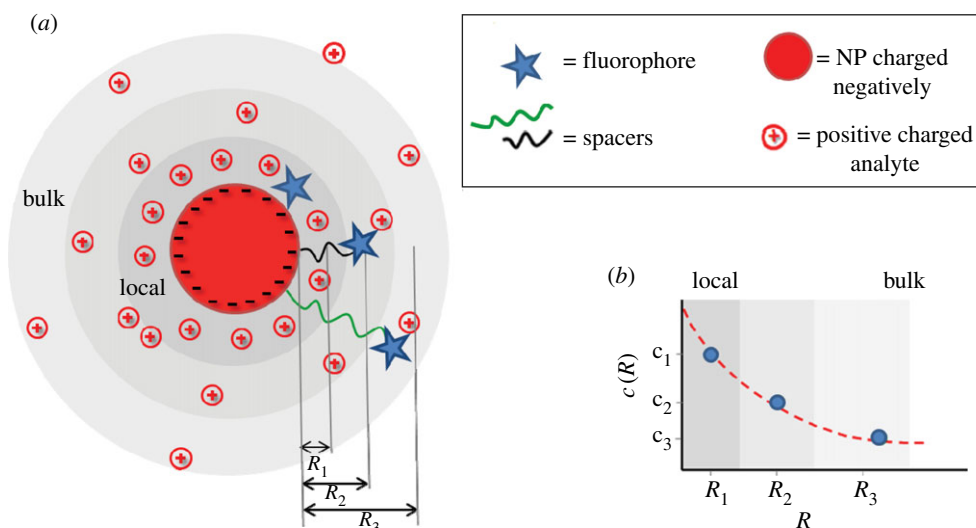 (a)
bulk
local
R1
R2
R3
= fluorophore
= spacers
= NP charged
negatively
= positive charged
analyte
(b)
local
bulk
c(R)
c1
c2
c3
R1
R2
R3
R